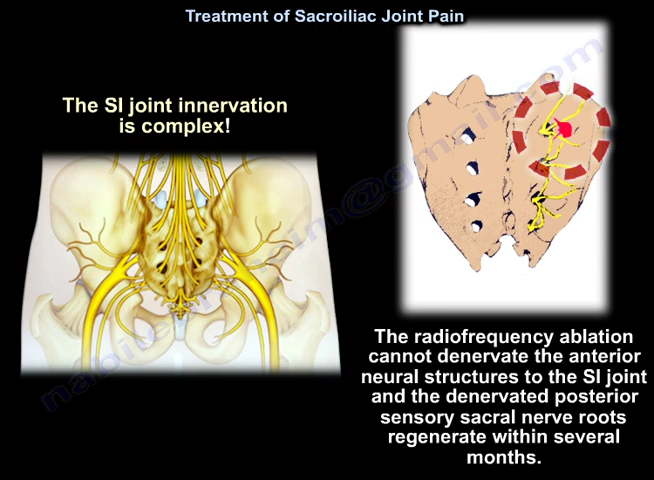 Treatment of Sacroiliac Joint Pain
The SI joint innervation
is complex!
The radiofrequency ablation
cannot denervate the anterior
neural structures to the SI joint
and the denervated posterior
sensory sacral nerve roots
regenerate within several
months.